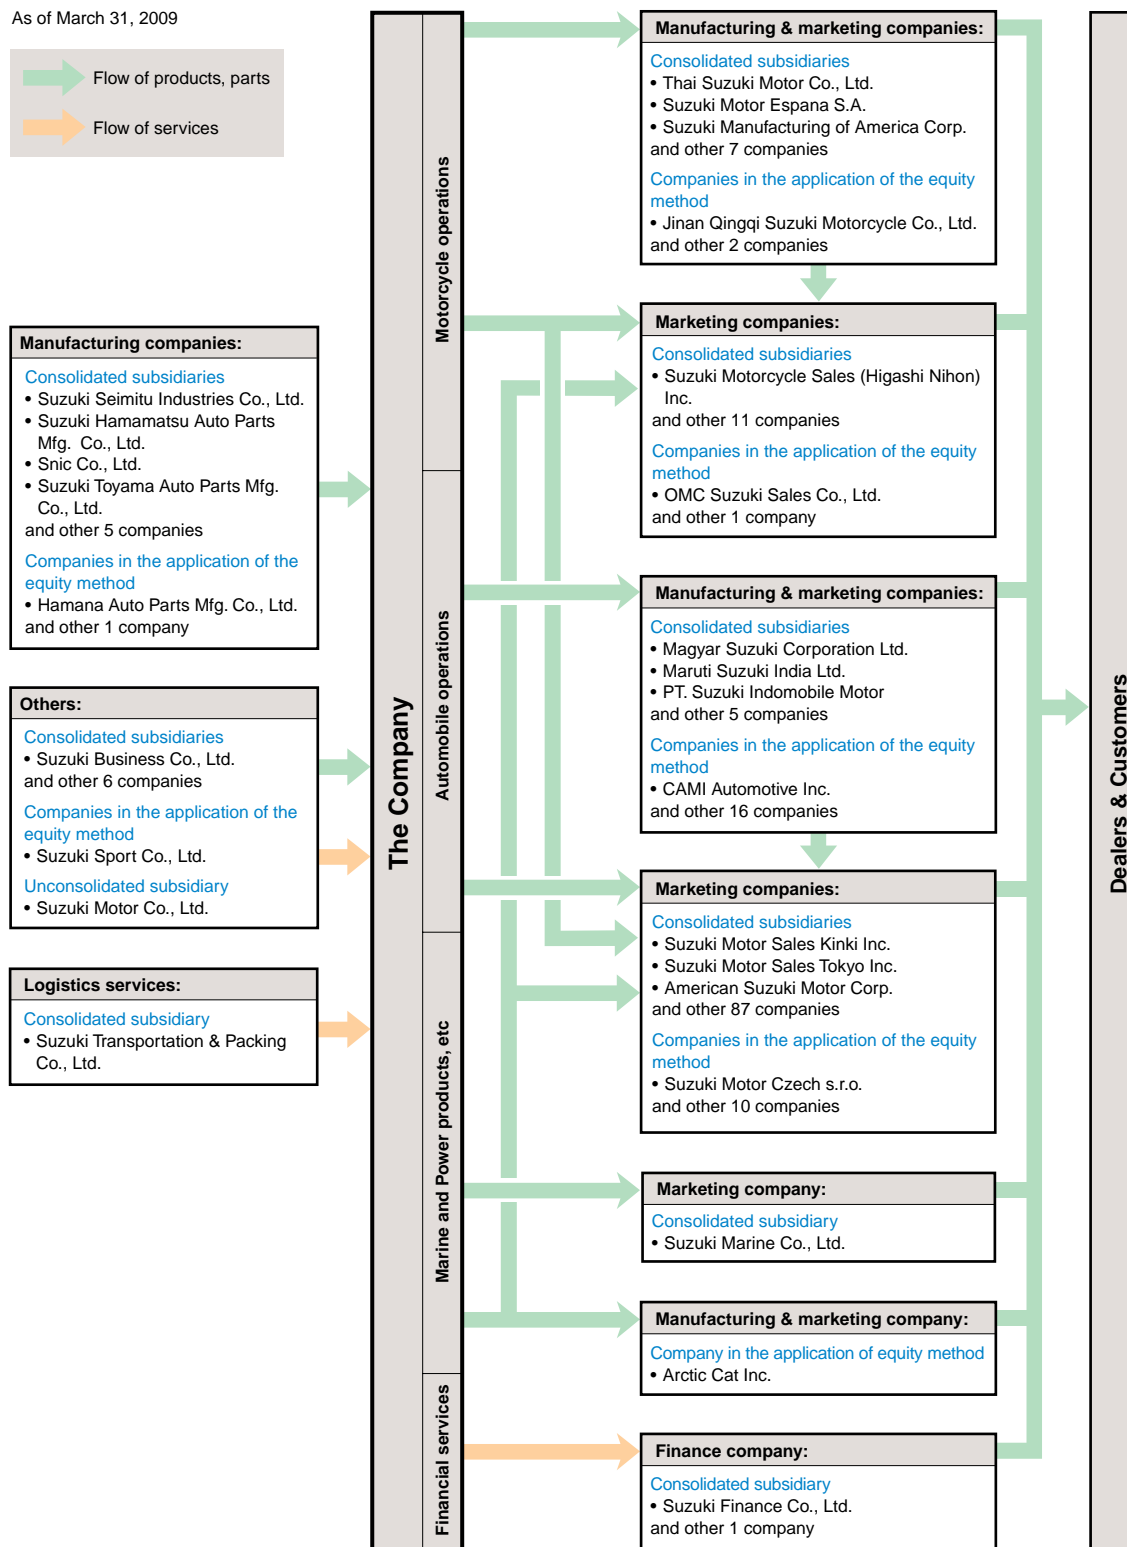 As of March 31, 2009
Flow of products, parts
Flow of services
Manufacturing companies:
Consolidated subsidiaries
• Suzuki Seimitu Industries Co., Ltd.
• Suzuki Hamamatsu Auto Parts
Mfg. Co., Ltd.
• Snic Co., Ltd.
• Suzuki Toyama Auto Parts Mfg.
Co., Ltd.
and other 5 companies
Companies in the application of the
equity method
• Hamana Auto Parts Mfg. Co., Ltd.
and other 1 company
Others:
Consolidated subsidiaries
• Suzuki Business Co., Ltd.
and other 6 companies
Companies in the application of the
equity method
• Suzuki Sport Co., Ltd.
Unconsolidated subsidiary
• Suzuki Motor Co., Ltd.
Logistics services:
Consolidated subsidiary
• Suzuki Transportation & Packing
Co., Ltd.
The Company
Motorcycle operations
Automobile operations
Marine and Power products, etc
Financial services
Manufacturing & marketing companies:
Consolidated subsidiaries
• Thai Suzuki Motor Co., Ltd.
• Suzuki Motor Espana S.A.
• Suzuki Manufacturing of America Corp.
and other 7 companies
Companies in the application of the equity
method
• Jinan Qingqi Suzuki Motorcycle Co., Ltd.
and other 2 companies
Marketing companies:
Consolidated subsidiaries
• Suzuki Motorcycle Sales (Higashi Nihon)
Inc.
and other 11 companies
Companies in the application of the equity
method
• OMC Suzuki Sales Co., Ltd.
and other 1 company
Manufacturing & marketing companies:
Consolidated subsidiaries
• Magyar Suzuki Corporation Ltd.
• Maruti Suzuki India Ltd.
• PT. Suzuki Indomobile Motor
and other 5 companies
Companies in the application of the equity
method
• CAMI Automotive Inc.
and other 16 companies
Marketing companies:
Consolidated subsidiaries
• Suzuki Motor Sales Kinki Inc.
• Suzuki Motor Sales Tokyo Inc.
• American Suzuki Motor Corp.
and other 87 companies
Companies in the application of the equity
method
• Suzuki Motor Czech s.r.o.
and other 10 companies
Marketing company:
Consolidated subsidiary
• Suzuki Marine Co., Ltd.
Manufacturing & marketing company:
Company in the application of equity method
• Arctic Cat Inc.
Finance company:
Consolidated subsidiary
• Suzuki Finance Co., Ltd.
and other 1 company
Dealers & Customers